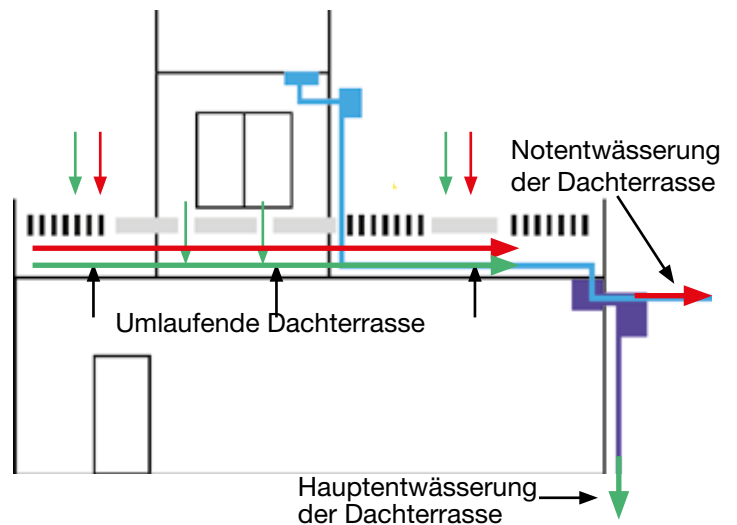 Notentwässerung
der Dachterrasse
Umlaufende Dachterrasse
Hauptentwässerung
der Dachterrasse